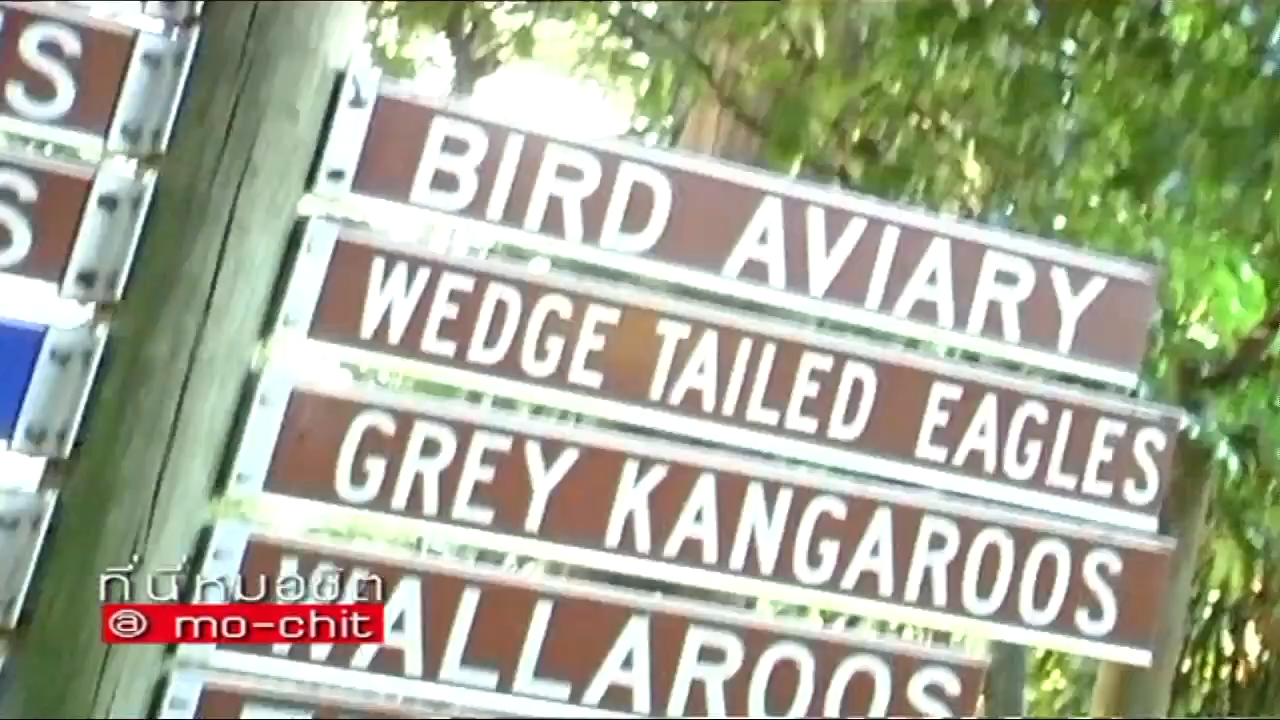 S
S
BIRD AVIARY
WEDGE TAILED EAGLES
GREY KANGAROOS
WALLAROOS
ที่นี่หมอชิต
@ mo-chit